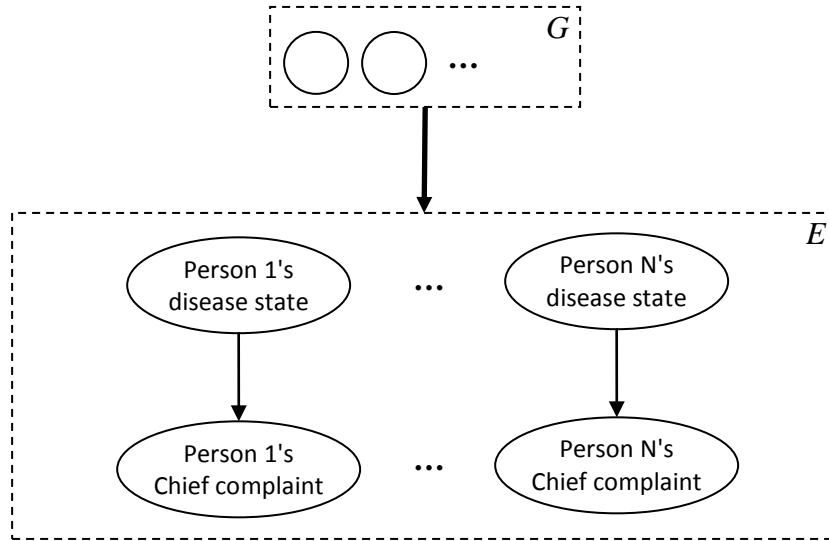 G
...
E
Person 1's
disease state
...
Person N's
disease state
Person 1's
Chief complaint
...
Person N's
Chief complaint